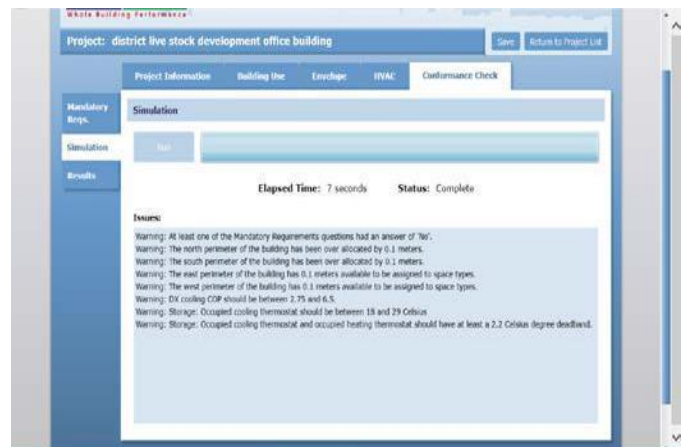 Whole Building Performance
Project: district live stock development office building
Save
Return to Project List
Project Information
Building Use
Envelope
HVAC
Conformance Check
Mandatory
Reqs.
Simulation
Simulation
Run
Results
Elapsed Time: 7 seconds
Status: Complete
Issues:
Warning: At least one of the Mandatory Requirements questions had an answer of 'No'.
Warning: The north perimeter of the building has been over allocated by 0.1 meters.
Warning: The south perimeter of the building has been over allocated by 0.1 meters.
Warning: The east perimeter of the building has 0.1 meters available to be assigned to space types.
Warning: The west perimeter of the building has 0.1 meters available to be assigned to space types.
Warning: DX cooling COP should be between 2.75 and 6.5.
Warning: Storage: Occupied cooling thermostat should be between 18 and 29 Celsius
Warning: Storage: Occupied cooling thermostat and occupied heating thermostat should have at least a 2.2 Celsius degree deadband.